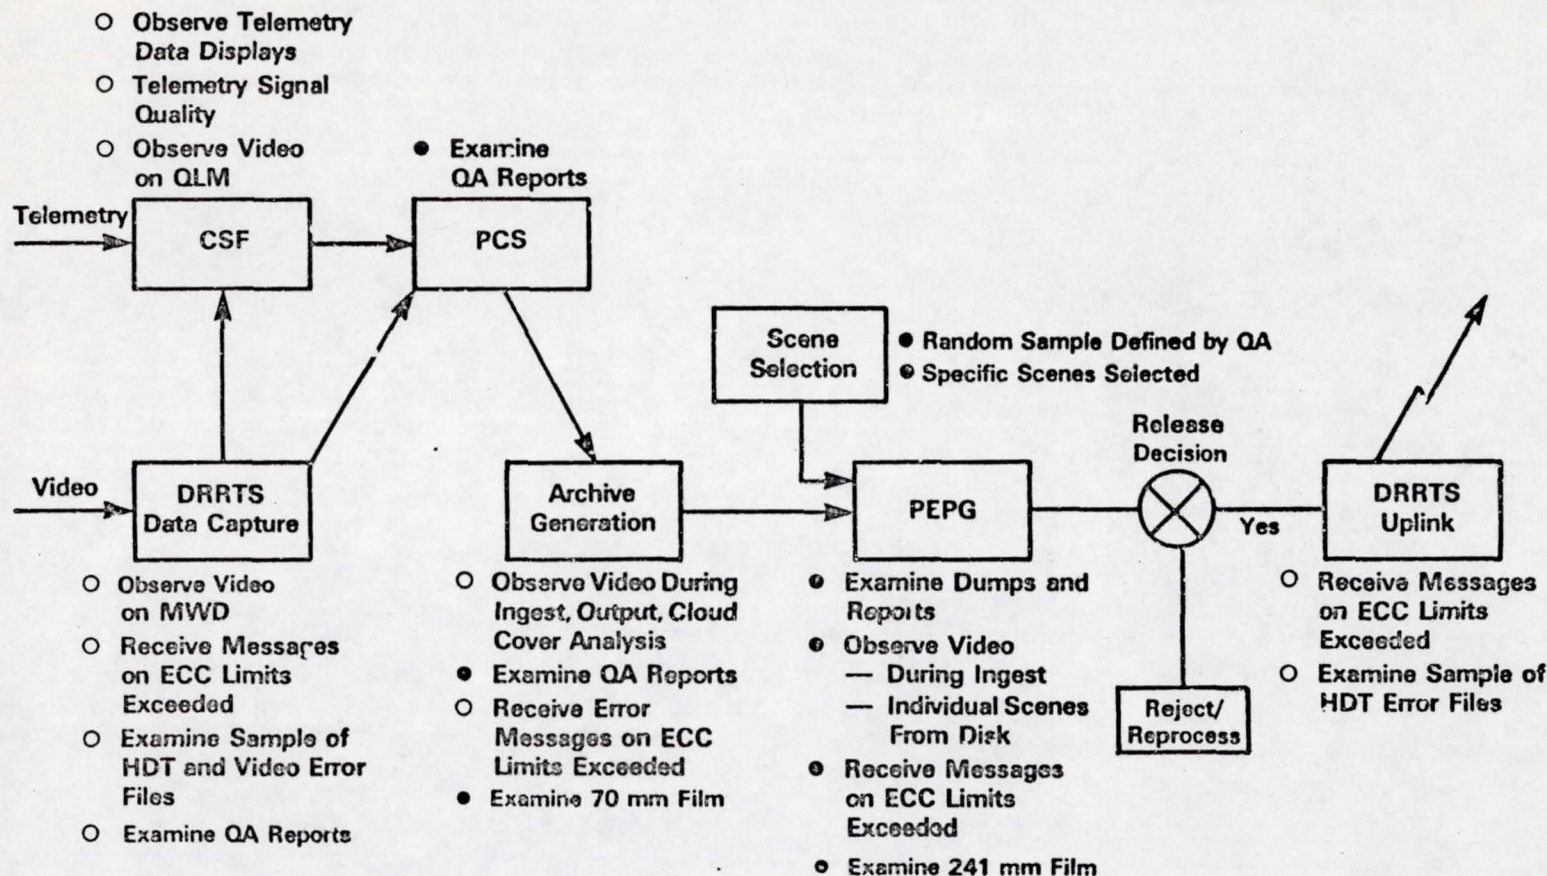 ○ Observe Telemetry
Data Displays
○ Telemetry Signal
Quality
○ Observe Video
on QLM
● Examine
QA Reports
Telemetry
CSF
PCS
Scene
Selection
● Random Sample Defined by QA
● Specific Scenes Selected
Release
Decision
Video
DRRTS
Data Capture
Archive
Generation
PEPG
Yes
DRRTS
Uplink
○ Observe Video
on MWD
○ Receive Messages
on ECC Limits
Exceeded
○ Examine Sample of
HDT and Video Error
Files
○ Examine QA Reports
○ Observe Video During
Ingest, Output, Cloud
Cover Analysis
● Examine QA Reports
○ Receive Error
Messages on ECC
Limits Exceeded
● Examine 70 mm Film
● Examine Dumps and
Reports
● Observe Video
— During Ingest
— Individual Scenes
From Disk
● Receive Messages
on ECC Limits
Exceeded
● Examine 241 mm Film
Reject/
Reprocess
○ Receive Messages
on ECC Limits
Exceeded
○ Examine Sample of
HDT Error Files